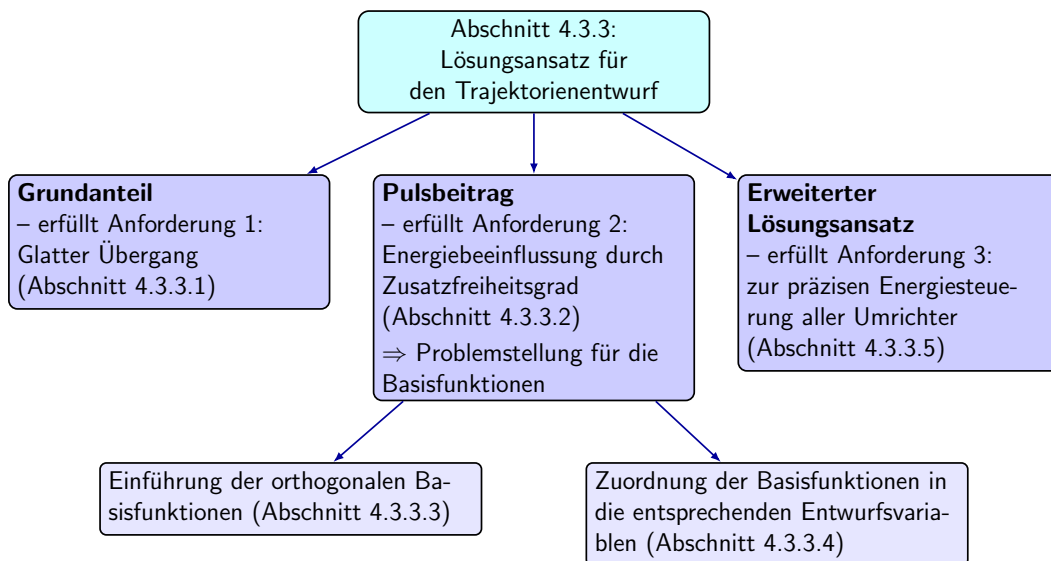 Abschnitt 4.3.3:
Lösungsansatz für
den Trajektorienentwurf
Grundanteil
– erfüllt Anforderung 1:
Glatter Übergang
(Abschnitt 4.3.3.1)
Pulsbeitrag
– erfüllt Anforderung 2:
Energiebeeinflussung durch
Zusatzfreiheitsgrad
(Abschnitt 4.3.3.2)
⇒ Problemstellung für die
Basisfunktionen
Erweiterter
Lösungsansatz
– erfüllt Anforderung 3:
zur präzisen Energiesteue-
rung aller Umrichter
(Abschnitt 4.3.3.5)
Einführung der orthogonalen Ba-
sisfunktionen (Abschnitt 4.3.3.3)
Zuordnung der Basisfunktionen in
die entsprechenden Entwurfsvaria-
blen (Abschnitt 4.3.3.4)